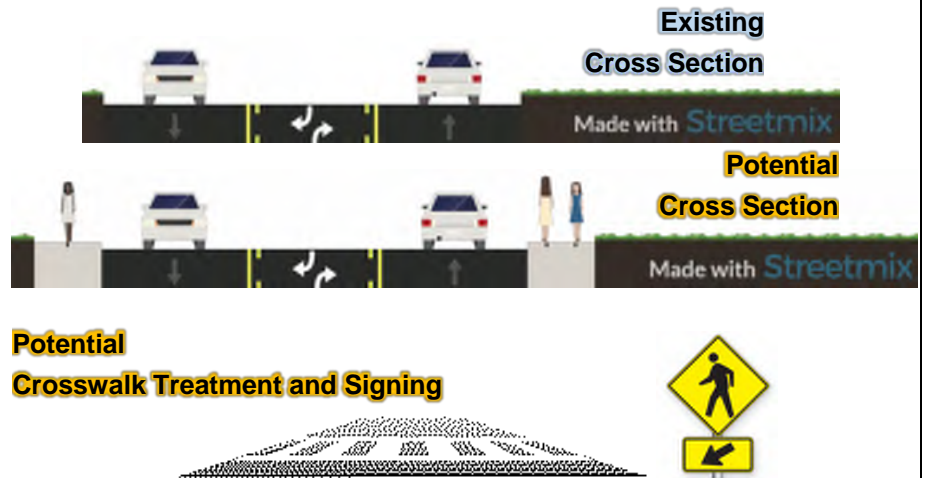 Existing
Cross Section
Made with Streetmix
Potential
Cross Section
Made with Streetmix
Potential
Crosswalk Treatment and Signing